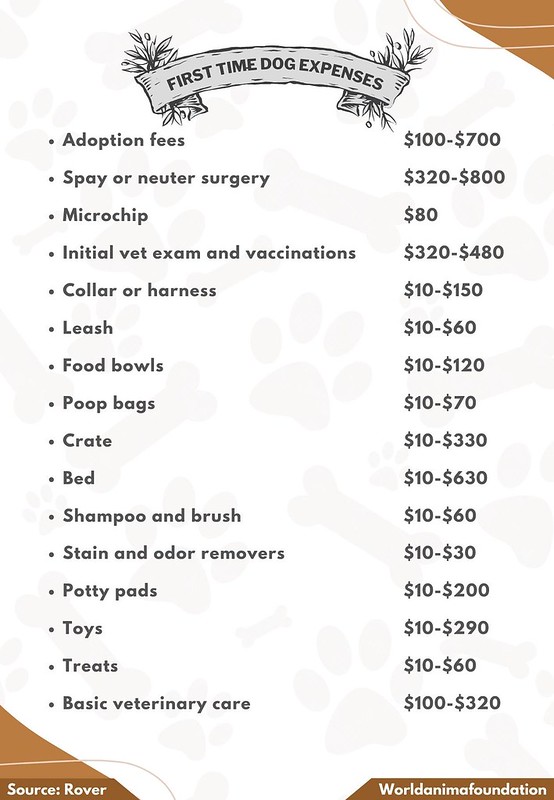 FIRST TIME DOG EXPENSES
• Adoption fees $100-$700
• Spay or neuter surgery $320-$800
• Microchip $80
• Initial vet exam and vaccinations $320-$480
• Collar or harness $10-$150
• Leash $10-$60
• Food bowls $10-$120
• Poop bags $10-$70
• Crate $10-$330
• Bed $10-$630
• Shampoo and brush $10-$60
• Stain and odor removers $10-$30
• Potty pads $10-$200
• Toys $10-$290
• Treats $10-$60
• Basic veterinary care $100-$320
Source: Rover Worldanimafoundation